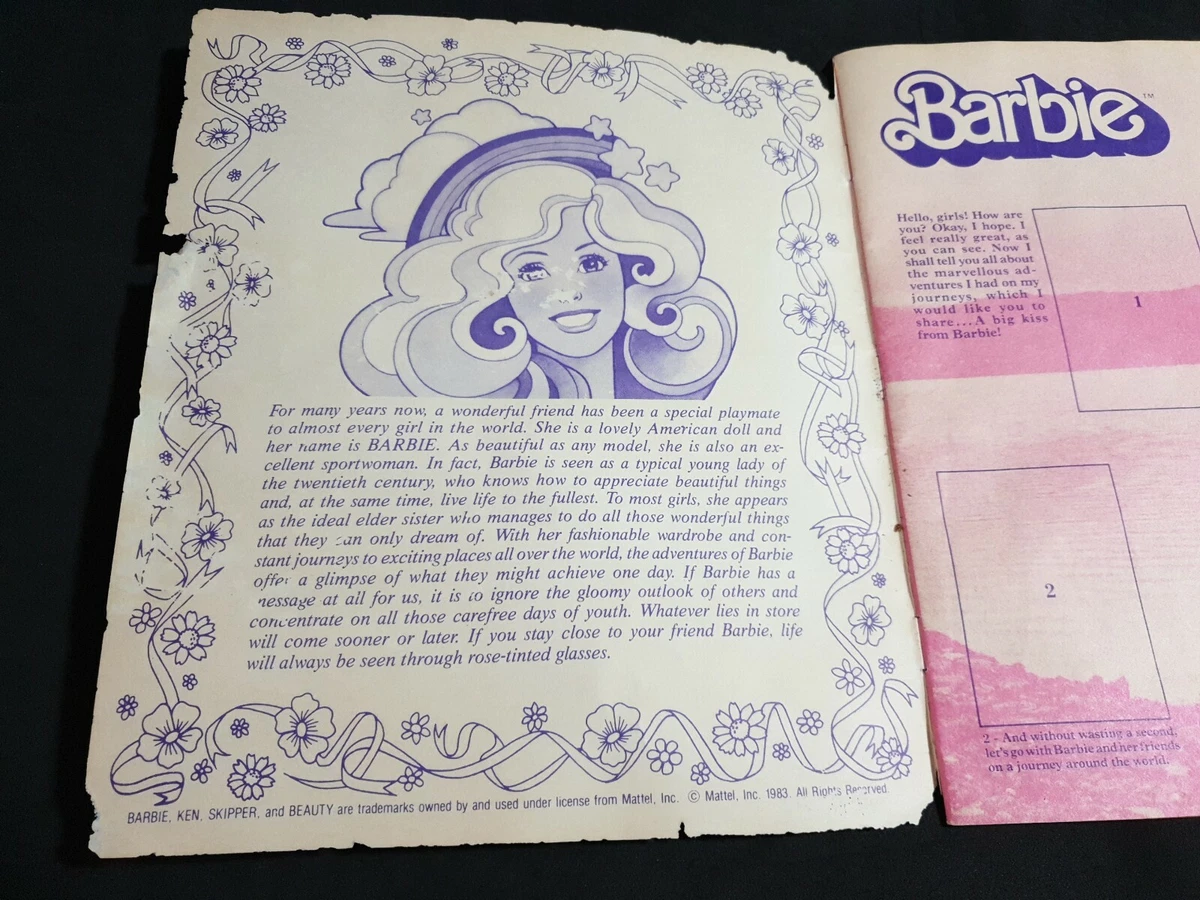 For many years now, a wonderful friend has been a special playmate
to almost every girl in the world. She is a lovely American doll and
her name is BARBIE. As beautiful as any model, she is also an ex-
cellent sportwoman. In fact, Barbie is seen as a typical young lady of
the twentieth century, who knows how to appreciate beautiful things
and, at the same time, live life to the fullest. To most girls, she appears
as the ideal elder sister who manages to do all those wonderful things
that they can only dream of. With her fashionable wardrobe and con-
stant journeys to exciting places all over the world, the adventures of Barbie
offer a glimpse of what they might achieve one day. If Barbie has a
message at all for us, it is to ignore the gloomy outlook of others and
concentrate on all those carefree days of youth. Whatever lies in store
will come sooner or later. If you stay close to your friend Barbie, life
will always be seen through rose-tinted glasses.
BARBIE, KEN, SKIPPER, and BEAUTY are trademarks owned by and used under license from Mattel, Inc. © Mattel, Inc. 1983. All Rights Reserved.
Barbie™
Hello, girls! How are
you? Okay, I hope. I
feel really great, as
you can see. Now I
shall tell you all about
the marvellous ad-
ventures I had on my
journeys, which I
would like you to
share...A big kiss
from Barbie!
1
2
2 - And without wasting a second,
let's go with Barbie and her friends
on a journey around the world.